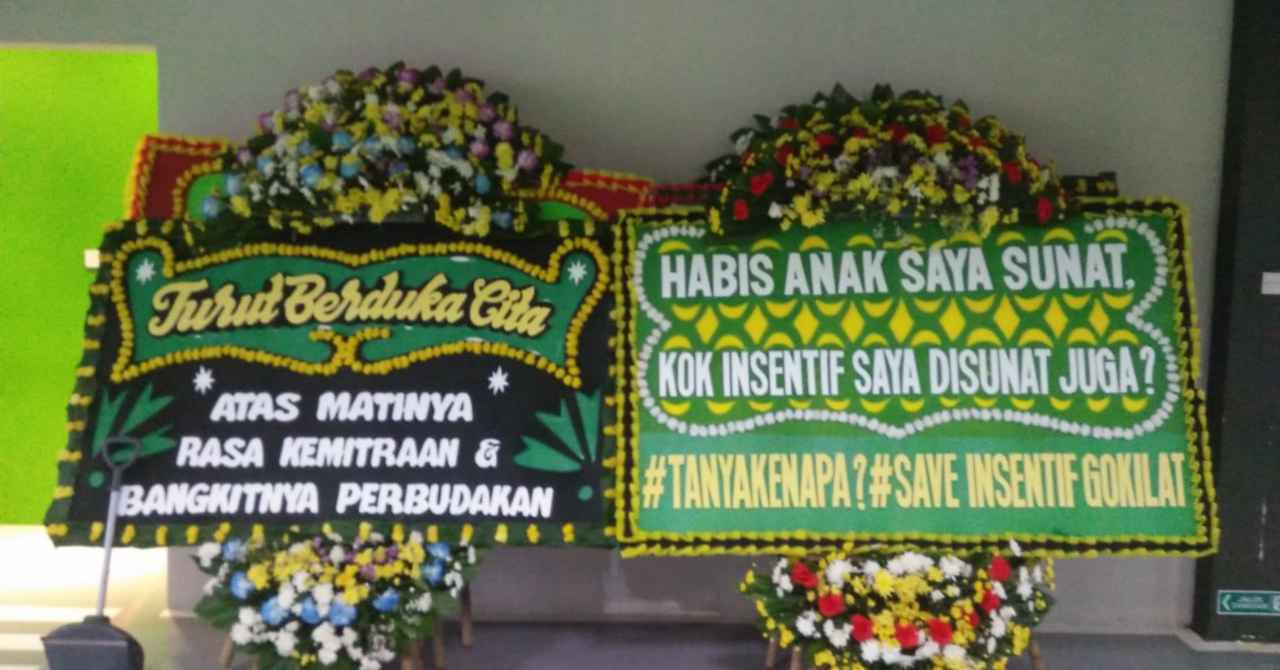 Turut Berduka Cita
ATAS MATINYA
RASA KEMITRAAN &
BANGKITNYA PERBUDAKAN
HABIS ANAK SAYA SUNAT,
KOK INSENTIF SAYA DISUNAT JUGA?
#TANYAKENAPA?#SAVE INSENTIF GOKILAT